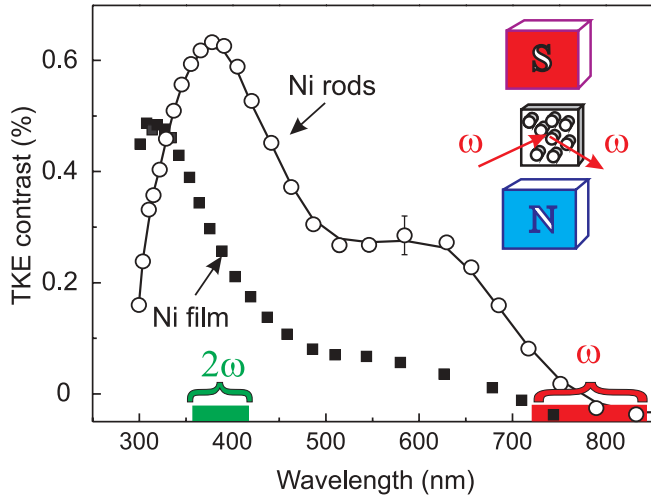 TKE contrast (%)
0.6
0.4
0.2
0
300
400
500
600
700
800
Wavelength (nm)
Ni rods
Ni film
2ω
ω
S
ω
ω
N